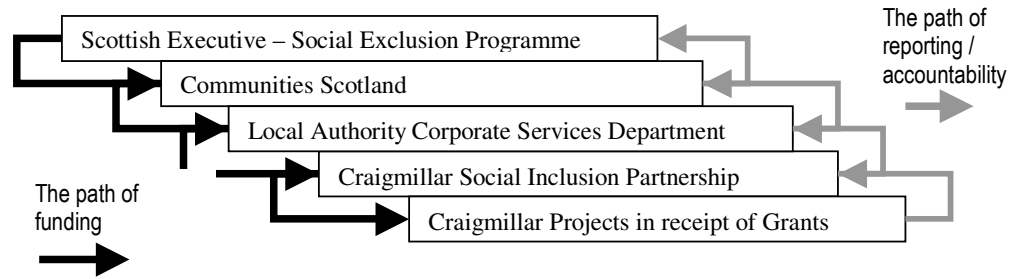 Scottish Executive – Social Exclusion Programme
Communities Scotland
Local Authority Corporate Services Department
Craigmillar Social Inclusion Partnership
Craigmillar Projects in receipt of Grants
The path of
reporting /
accountability
The path of
funding